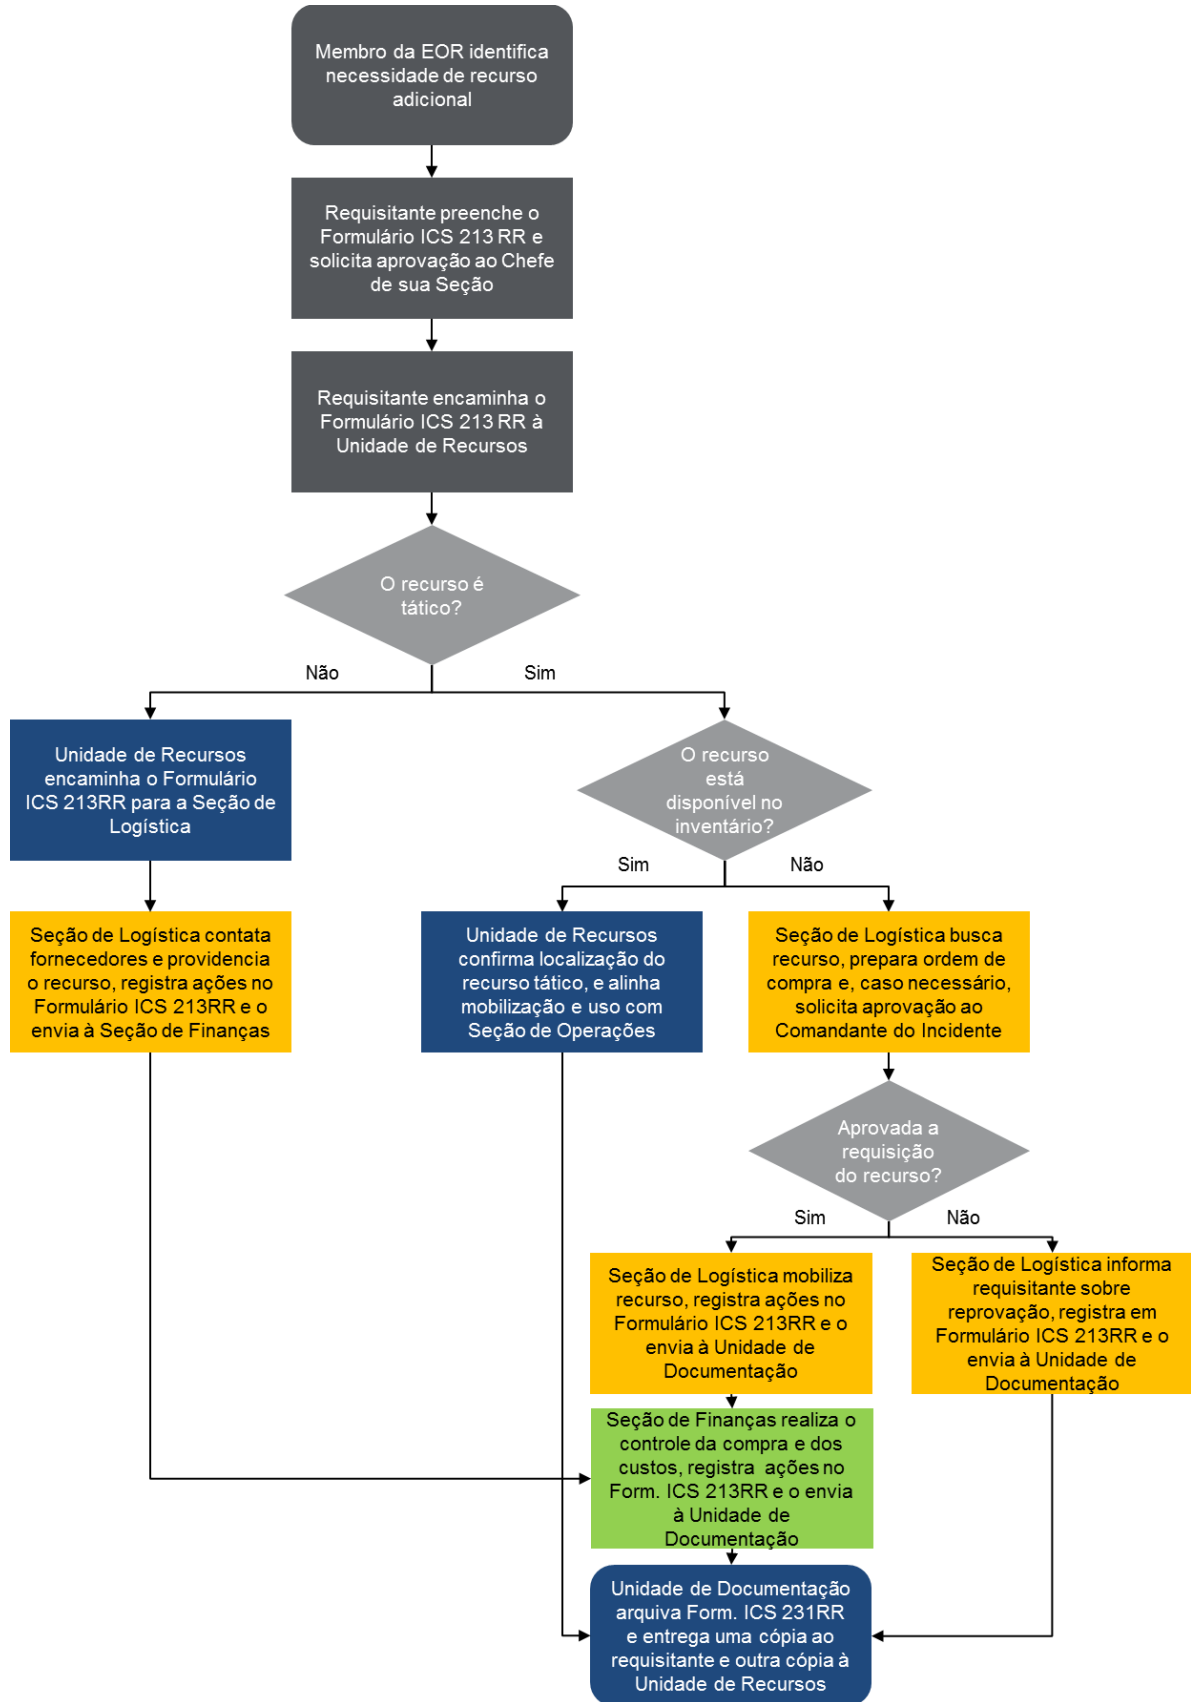 Membro da EOR identifica
necessidade de recurso
adicional
Requisitante preenche o
Formulário ICS 213 RR e
solicita aprovação ao Chefe
de sua Seção
Requisitante encaminha o
Formulário ICS 213 RR à
Unidade de Recursos
O recurso é
tático?
Não
Sim
Unidade de Recursos
encaminha o Formulário
ICS 213RR para a Seção de
Logística
O recurso
está
disponível no
inventário?
Sim
Não
Seção de Logística contata
fornecedores e providencia
o recurso, registra ações no
Formulário ICS 213RR e o
envia à Seção de Finanças
Unidade de Recursos
confirma localização do
recurso tático, e alinha
mobilização e uso com
Seção de Operações
Seção de Logística busca
recurso, prepara ordem de
compra e, caso necessário,
solicita aprovação ao
Comandante do Incidente
Aprovada a
requisição
do recurso?
Sim
Não
Seção de Logística mobiliza
recurso, registra ações no
Formulário ICS 213RR e o
envia à Unidade de
Documentação
Seção de Logística informa
requisitante sobre
reprovação, registra em
Formulário ICS 213RR e o
envia à Unidade de
Documentação
Seção de Finanças realiza o
controle da compra e dos
custos, registra ações no
Form. ICS 213RR e o envia
à Unidade de
Documentação
Unidade de Documentação
arquiva Form. ICS 231RR
e entrega uma cópia ao
requisitante e outra cópia à
Unidade de Recursos